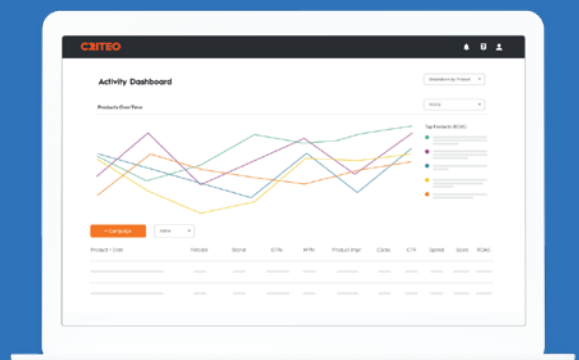 CRITEO
Activity Dashboard
Breakdown by Product
Products Over Time
ROAS
Top Products (ROAS)
+ Campaign
Product / Date Retailer Brand GTIN MPN Product Impr Clicks CTR Spend Sales ROAS